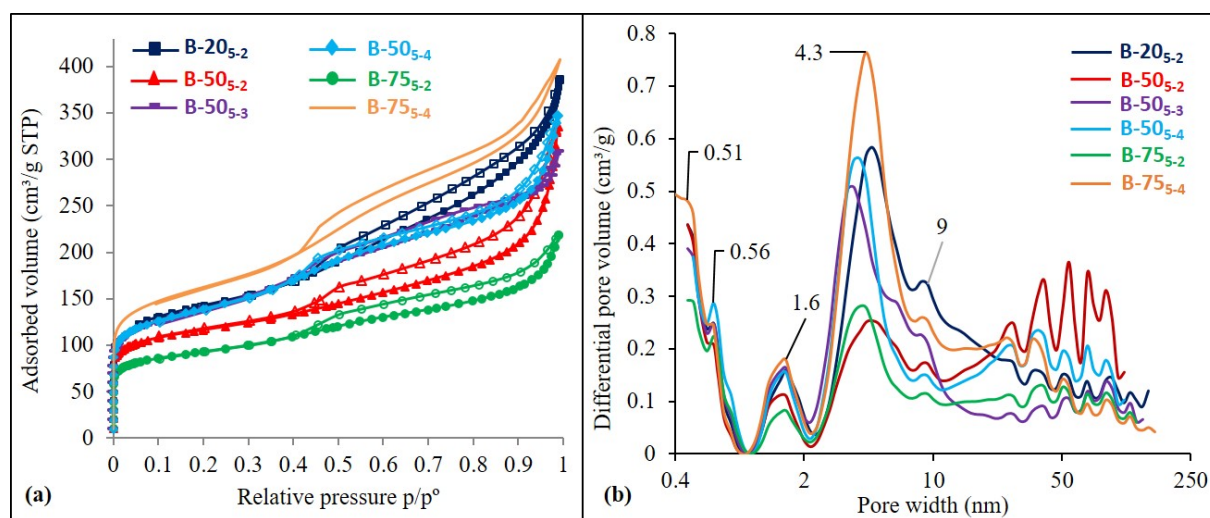 B-20₅₋₂
B-50₅₋₄
B-50₅₋₂
B-75₅₋₂
B-50₅₋₃
B-75₅₋₄
Adsorbed volume (cm³/g STP)
400
350
300
250
200
150
100
50
0
0 0.1 0.2 0.3 0.4 0.5 0.6 0.7 0.8 0.9 1
Relative pressure p/pº
(a)
B-20₅₋₂
B-50₅₋₂
B-50₅₋₃
B-50₅₋₄
B-75₅₋₂
B-75₅₋₄
4.3
0.51
0.56
1.6
9
Differential pore volume (cm³/g)
0.8
0.7
0.6
0.5
0.4
0.3
0.2
0.1
0
0.4 2 10 50 250
Pore width (nm)
(b)